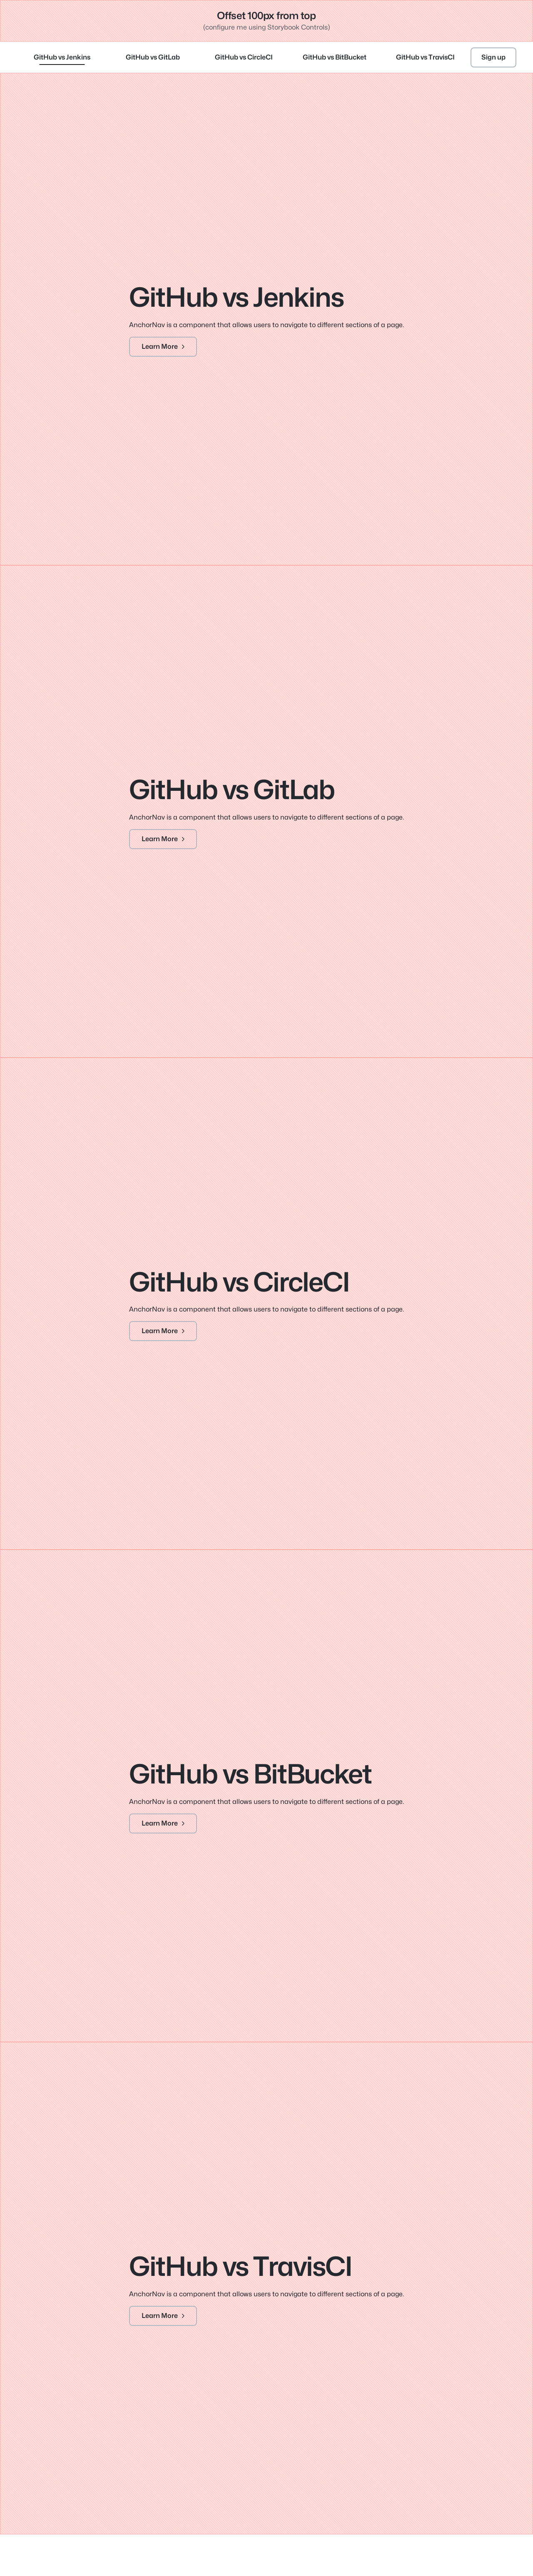 Offset 100px from top
(configure me using Storybook Controls)
GitHub vs Jenkins GitHub vs GitLab GitHub vs CircleCI GitHub vs BitBucket GitHub vs TravisCI Sign up
GitHub vs Jenkins
AnchorNav is a component that allows users to navigate to different sections of a page.
Learn More
GitHub vs GitLab
AnchorNav is a component that allows users to navigate to different sections of a page.
Learn More
GitHub vs CircleCI
AnchorNav is a component that allows users to navigate to different sections of a page.
Learn More
GitHub vs BitBucket
AnchorNav is a component that allows users to navigate to different sections of a page.
Learn More
GitHub vs TravisCI
AnchorNav is a component that allows users to navigate to different sections of a page.
Learn More